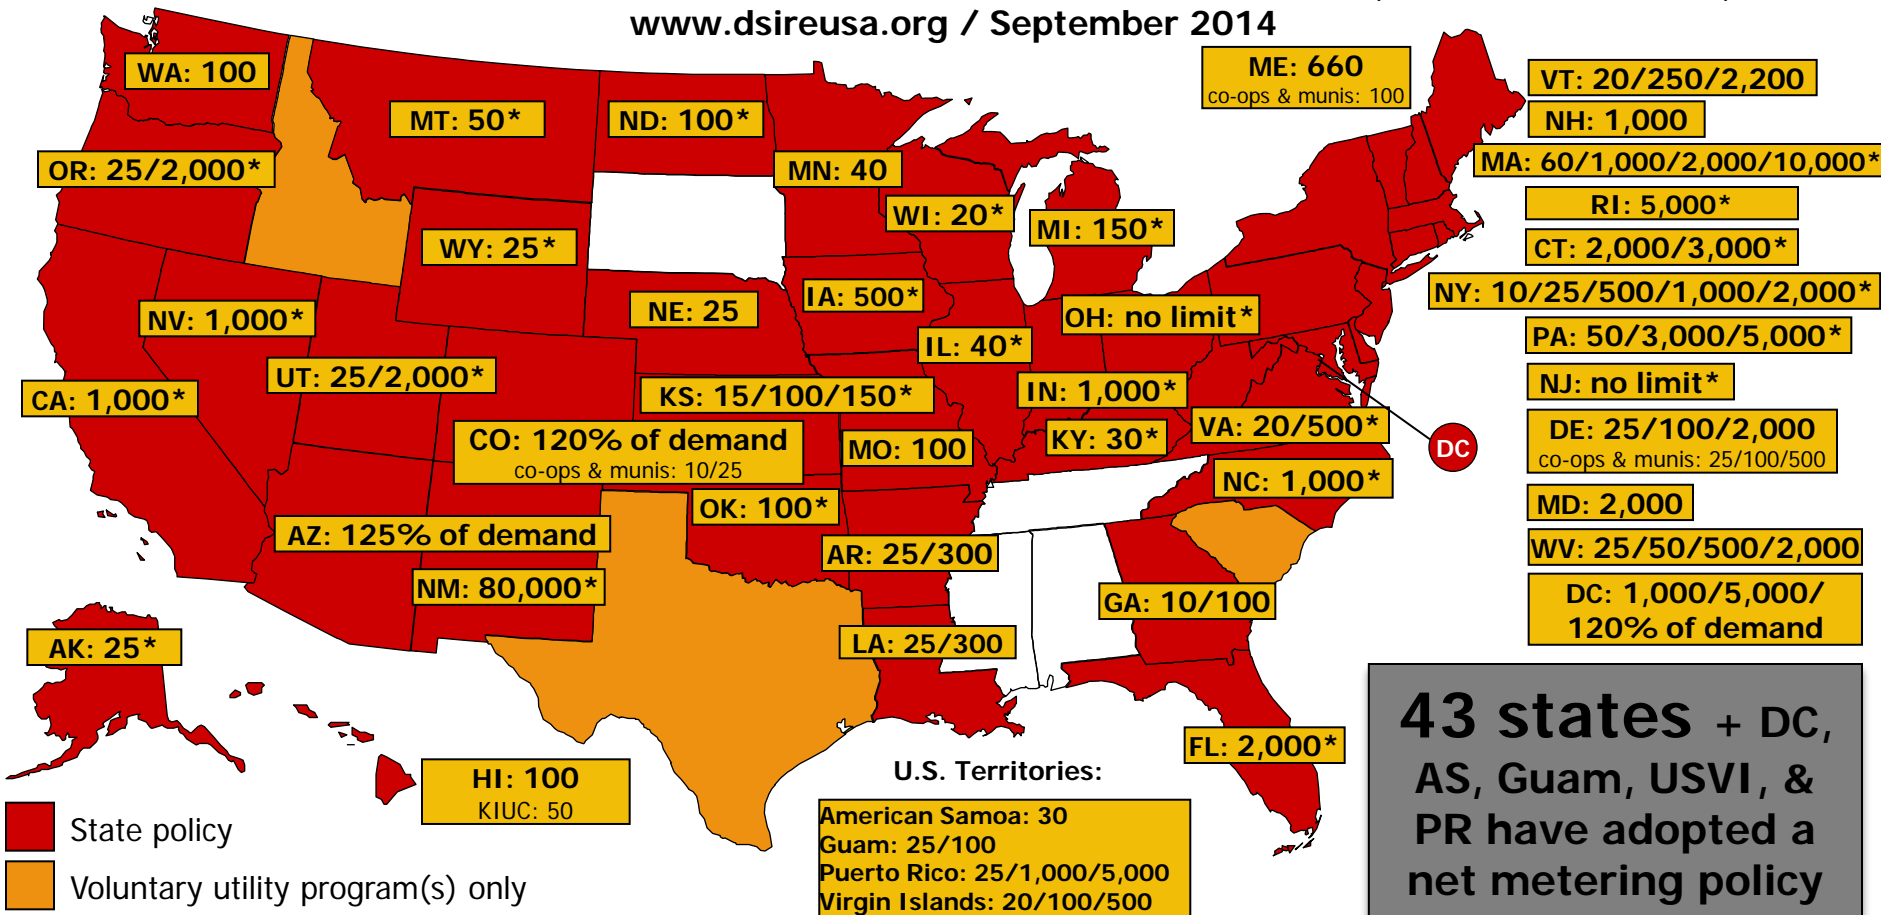 www.dsireusa.org / September 2014
WA: 100
MT: 50*
ND: 100*
ME: 660
co-ops & munis: 100
VT: 20/250/2,200
NH: 1,000
OR: 25/2,000*
MN: 40
MA: 60/1,000/2,000/10,000*
WI: 20*
MI: 150*
RI: 5,000*
WY: 25*
CT: 2,000/3,000*
NV: 1,000*
NE: 25
IA: 500*
OH: no limit*
NY: 10/25/500/1,000/2,000*
IL: 40*
PA: 50/3,000/5,000*
UT: 25/2,000*
CA: 1,000*
KS: 15/100/150*
IN: 1,000*
NJ: no limit*
CO: 120% of demand
co-ops & munis: 10/25
MO: 100
KY: 30*
VA: 20/500*
DC
DE: 25/100/2,000
co-ops & munis: 25/100/500
NC: 1,000*
OK: 100*
MD: 2,000
AZ: 125% of demand
AR: 25/300
WV: 25/50/500/2,000
NM: 80,000*
GA: 10/100
DC: 1,000/5,000/
120% of demand
AK: 25*
LA: 25/300
FL: 2,000*
HI: 100
KIUC: 50
U.S. Territories:
American Samoa: 30
Guam: 25/100
Puerto Rico: 25/1,000/5,000
Virgin Islands: 20/100/500
43 states + DC,
AS, Guam, USVI, &
PR have adopted a
net metering policy
State policy
Voluntary utility program(s) only